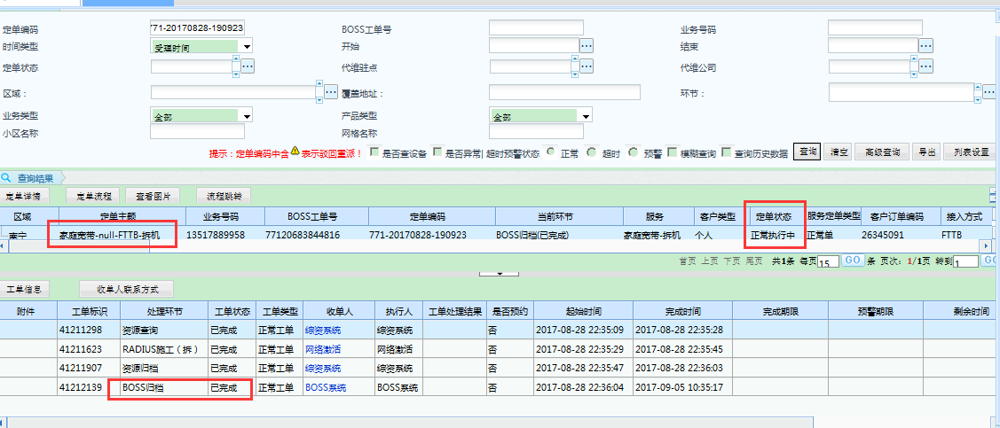 定单编码 771-20170828-190923 BOSS工单号 业务号码
时间类型 受理时间 开始 结束
定单状态 代维驻点 代维公司
区域： 覆盖地址： 环节：
业务类型 全部 产品类型 全部
小区名称 网格名称
提示：定单编码中含 表示驳回重派！ 是否查设备 是否异常| 超时预警状态 正常 超时 预警 模糊查询 查询历史数据 查询 清空 高级查询 导出 列表设置
查询结果
定单详情 定单流程 查看图片 流程跳转
区域 定单主题 业务号码 BOSS工单号 定单编码 当前环节 服务 客户类型 定单状态 服务定单类型 客户订单编码 接入方式
南宁 家庭宽带-null-FTTB-拆机 13517889958 77120683844816 771-20170828-190923 BOSS归档(已完成) 家庭宽带-拆机 个人 正常执行中 正常单 26345091 FTTB
首页 上页 下页 尾页 共1条 每页 15 GO 条 页次：1/1页 转到 1 GO
工单信息 收单人联系方式
附件 工单标识 处理环节 工单状态 工单类型 收单人 执行人 工单处理结果 是否预约 起始时间 完成时间 完成期限 预警期限 剩余时间
41211298 资源查询 已完成 正常工单 综资系统 综资系统 否 2017-08-28 22:35:09 2017-08-28 22:35:28
41211623 RADIUS施工（拆） 已完成 正常工单 网络激活 网络激活 否 2017-08-28 22:35:29 2017-08-28 22:35:45
41211907 资源归档 已完成 正常工单 综资系统 综资系统 否 2017-08-28 22:35:47 2017-08-28 22:36:03
41212139 BOSS归档 已完成 正常工单 BOSS系统 BOSS系统 否 2017-08-28 22:36:04 2017-09-05 10:35:17